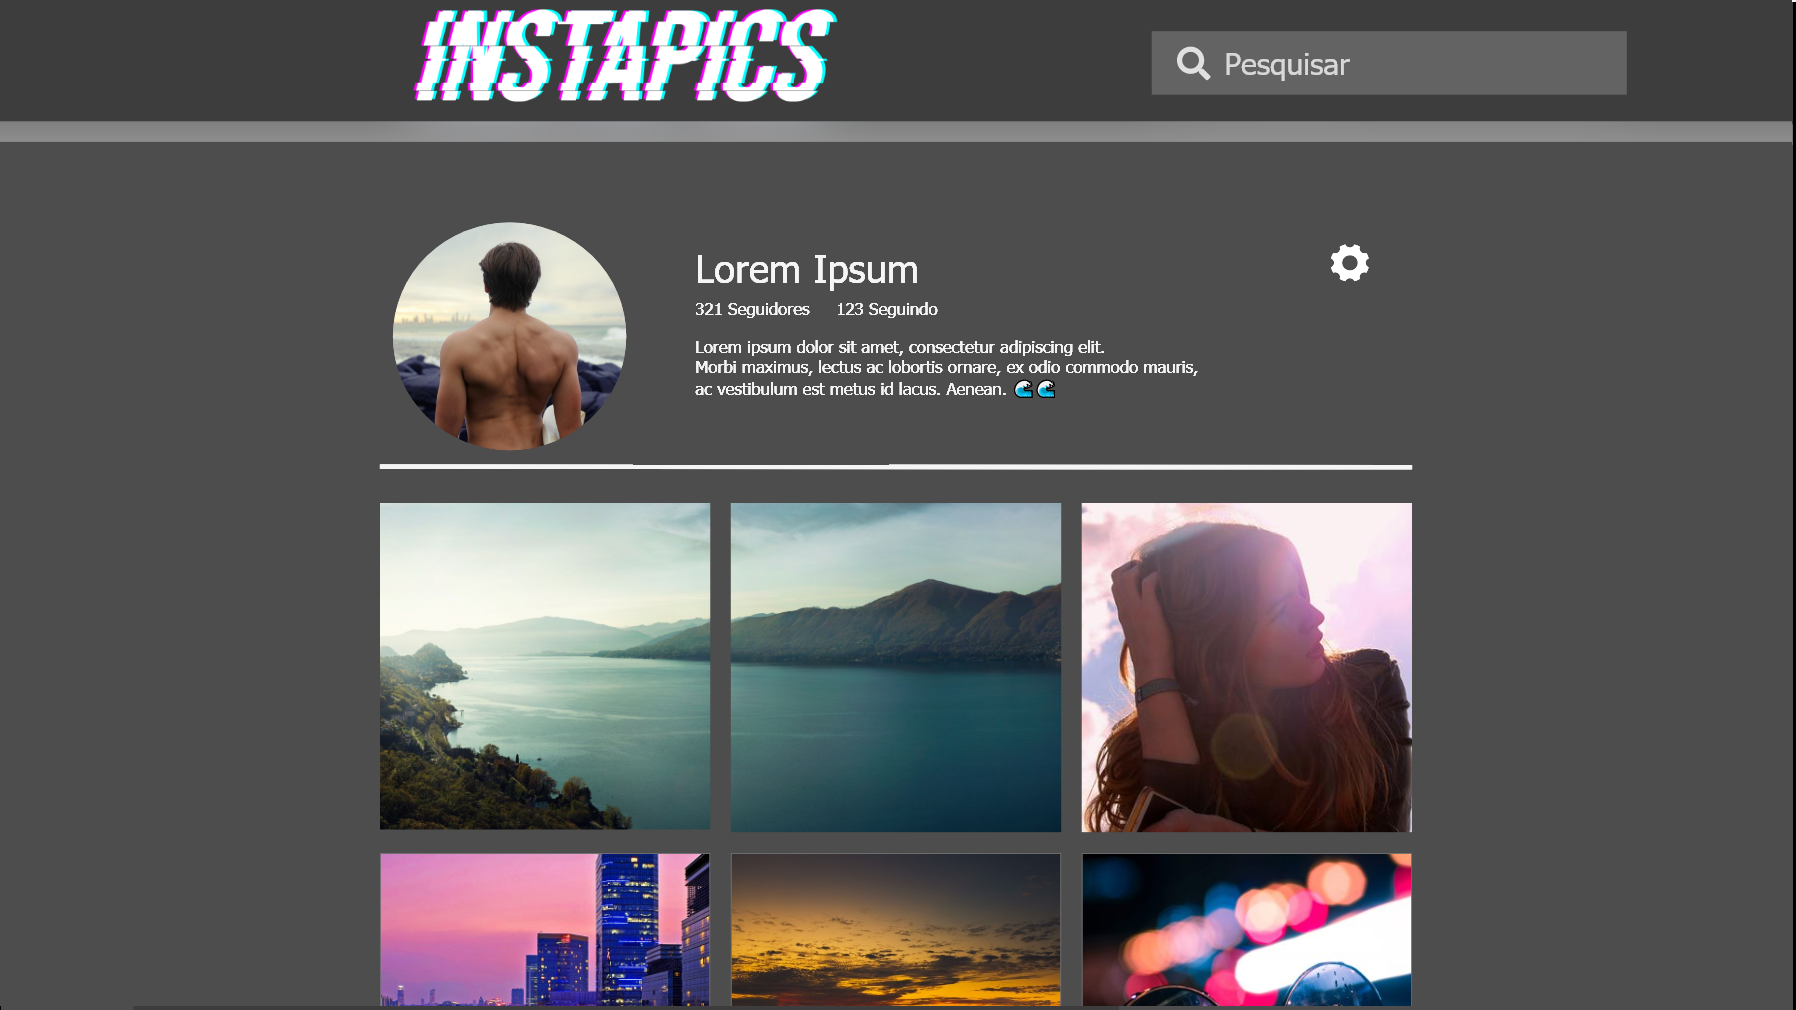 INSTAPICS
Pesquisar
Lorem Ipsum
321 Seguidores 123 Seguindo
Lorem ipsum dolor sit amet, consectetur adipiscing elit.
Morbi maximus, lectus ac lobortis ornare, ex odio commodo mauris,
ac vestibulum est metus id lacus. Aenean. 🌊🌊